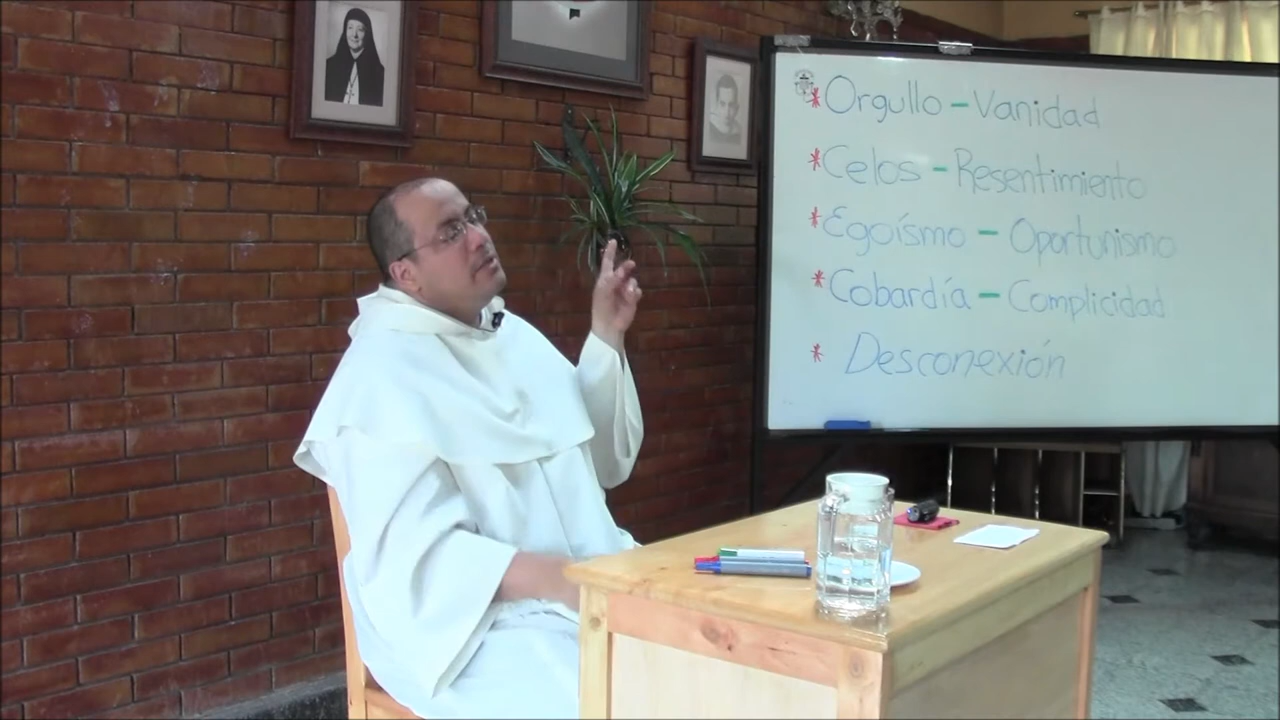 * Orgullo - Vanidad
* Celos - Resentimiento
* Egoísmo - Oportunismo
* Cobardía - Complicidad
* Desconexión